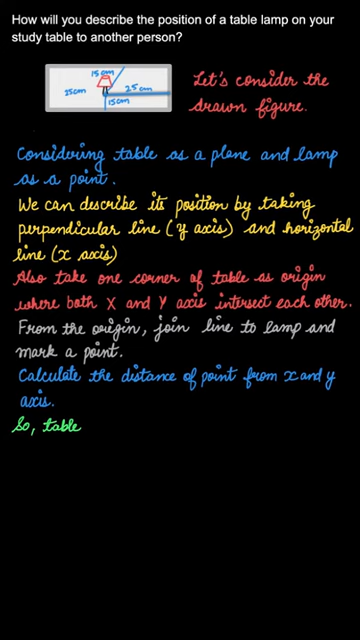 How will you describe the position of a table lamp on your
study table to another person?
15cm
25cm
25cm
15cm
Let's consider the
drawn figure.
Considering table as a plane and lamp
as a point.
We can describe its position by taking
perpendicular line (y axis) and horizontal
line (x axis)
Also take one corner of table as origin
where both X and Y axis intersect each other.
From the origin, join line to lamp and
mark a point.
Calculate the distance of point from x and y
axis.
So, table